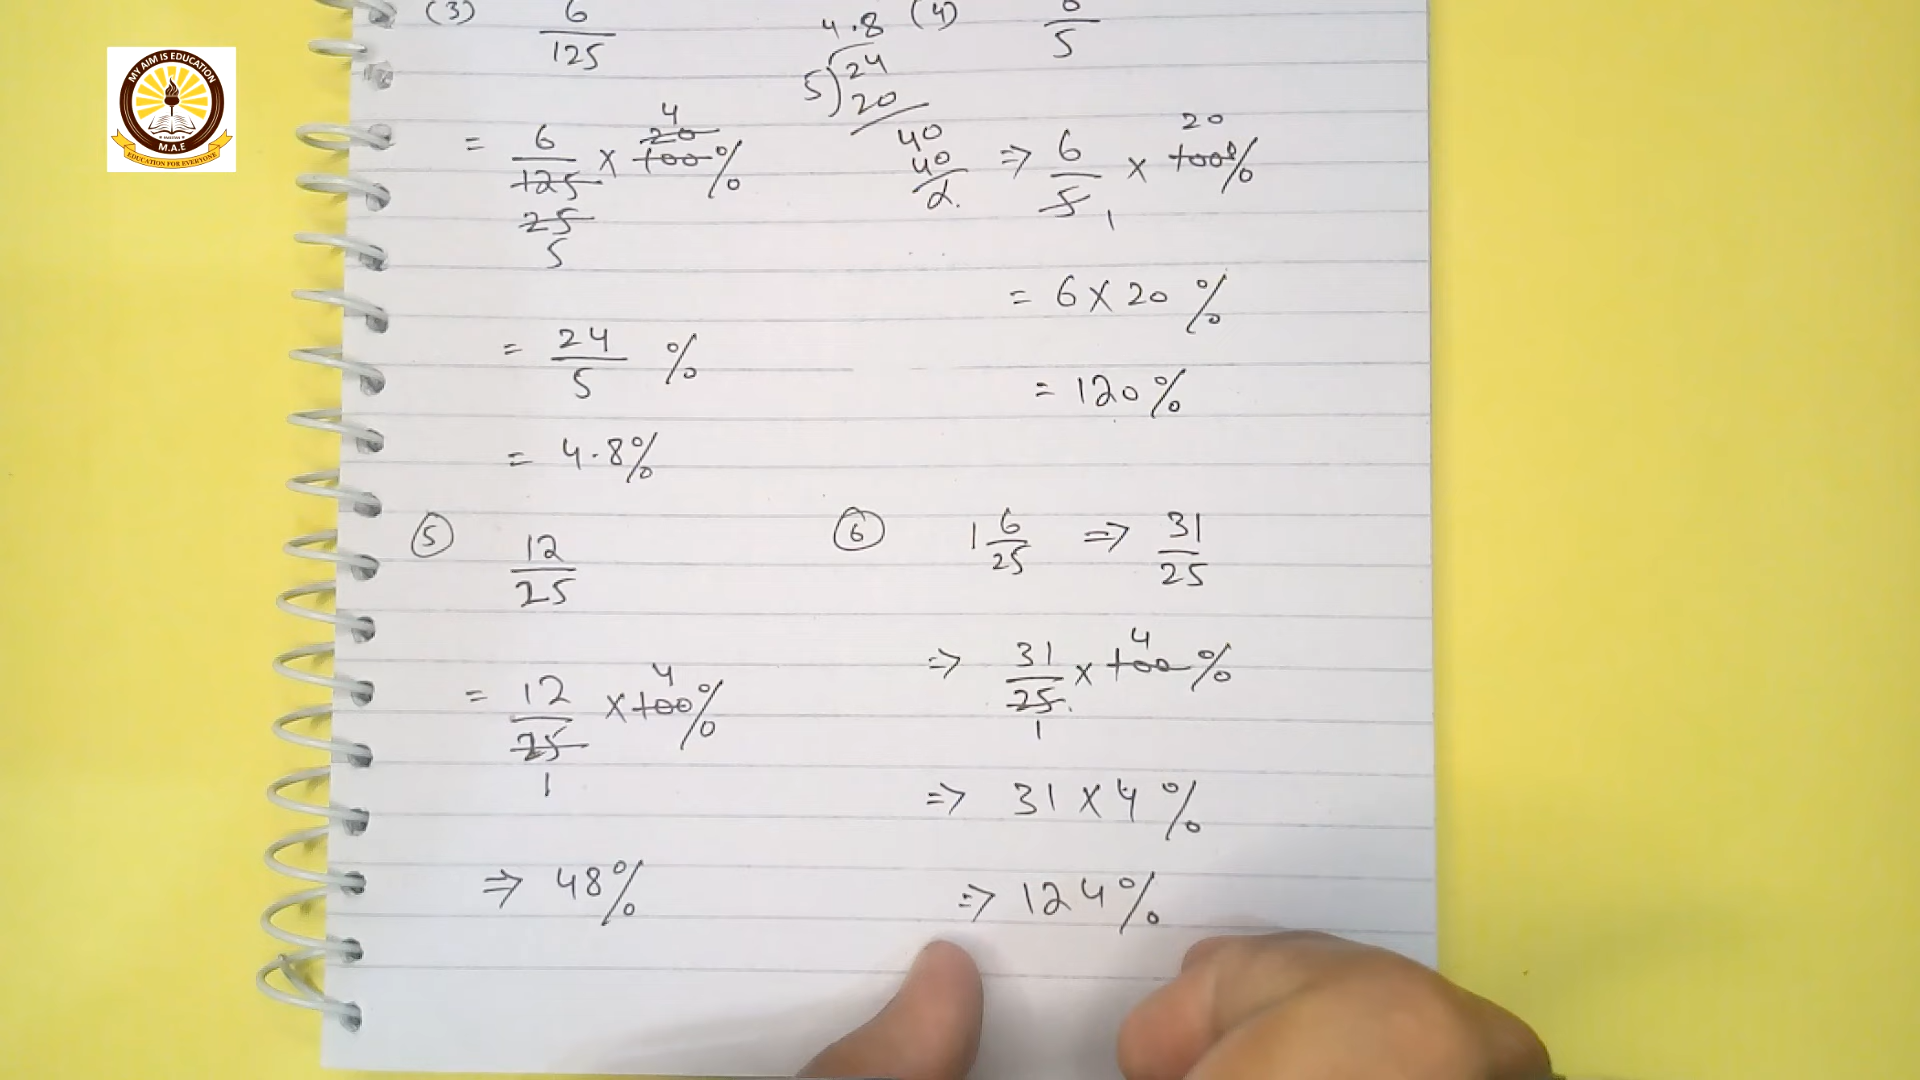 MY AIM IS EDUCATION
M.A.E
EDUCATION FOR EVERYONE
(3) 6/125
= 6/125 × 100%
20 4
25
5
= 24/5 %
= 4.8%
4.8
5)24
20
40
40
(4) 6/5
=> 6/5 × 100%
20
1
= 6 × 20 %
= 120%
(5) 12/25
= 12/25 × 100%
4
1
=> 48%
(6) 1 6/25 => 31/25
=> 31/25 × 100%
4
1
=> 31 × 4 %
=> 124%